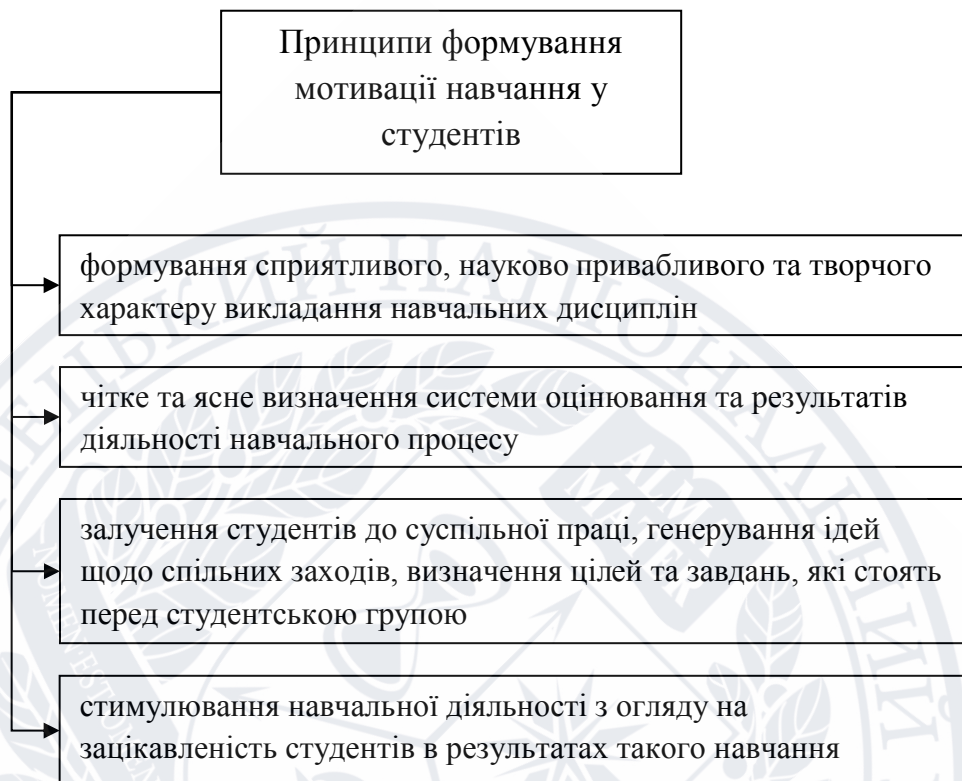 Принципи формування
мотивації навчання у
студентів
формування сприятливого, науково привабливого та творчого
характеру викладання навчальних дисциплін
чітке та ясне визначення системи оцінювання та результатів
діяльності навчального процесу
залучення студентів до суспільної праці, генерування ідей
щодо спільних заходів, визначення цілей та завдань, які стоять
перед студентською групою
стимулювання навчальної діяльності з огляду на
зацікавленість студентів в результатах такого навчання
ALMA
MATER